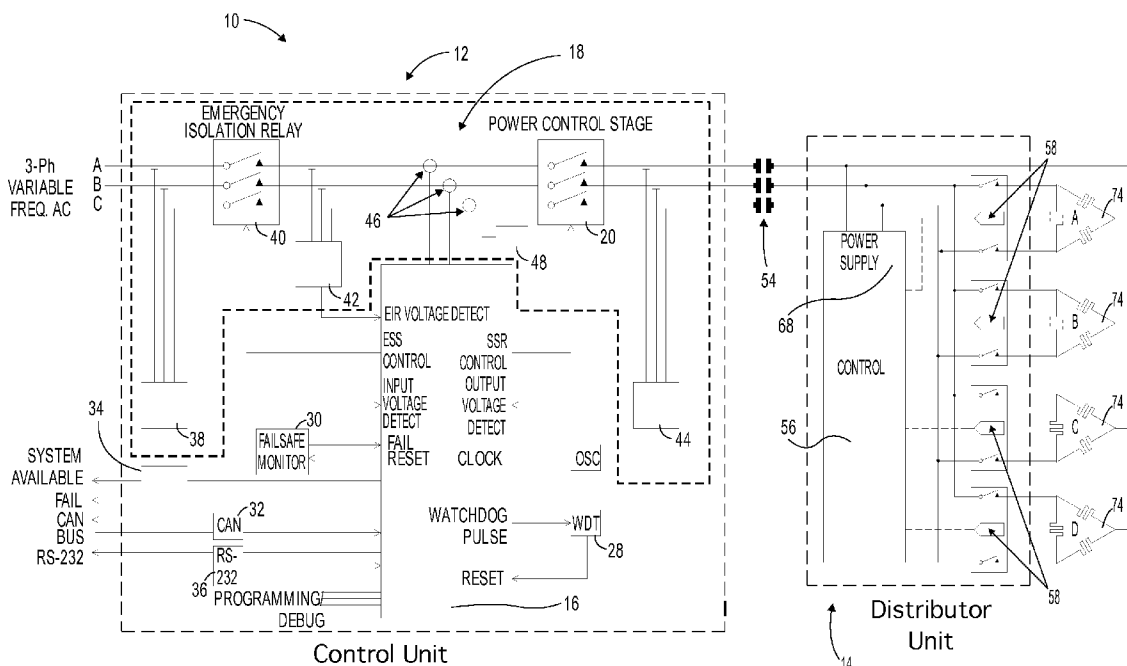 10
12
18
EMERGENCY
ISOLATION RELAY
POWER CONTROL STAGE
3-Ph
VARIABLE
FREQ. AC
A
B
C
40
46
20
48
42
54
58
74
A
POWER
SUPPLY
68
B
74
EIR VOLTAGE DETECT
ESS
CONTROL
SSR
CONTROL
INPUT
VOLTAGE
DETECT
OUTPUT
VOLTAGE
DETECT
CONTROL
56
34
38
30
FAILSAFE
MONITOR
FAIL
RESET
CLOCK
OSC
44
C
74
SYSTEM
AVAILABLE
FAIL
CAN
BUS
RS-232
CAN
32
RS-
232
36
WATCHDOG
PULSE
WDT
28
RESET
D
74
58
PROGRAMMING/
DEBUG
16
Control Unit
Distributor
Unit
14